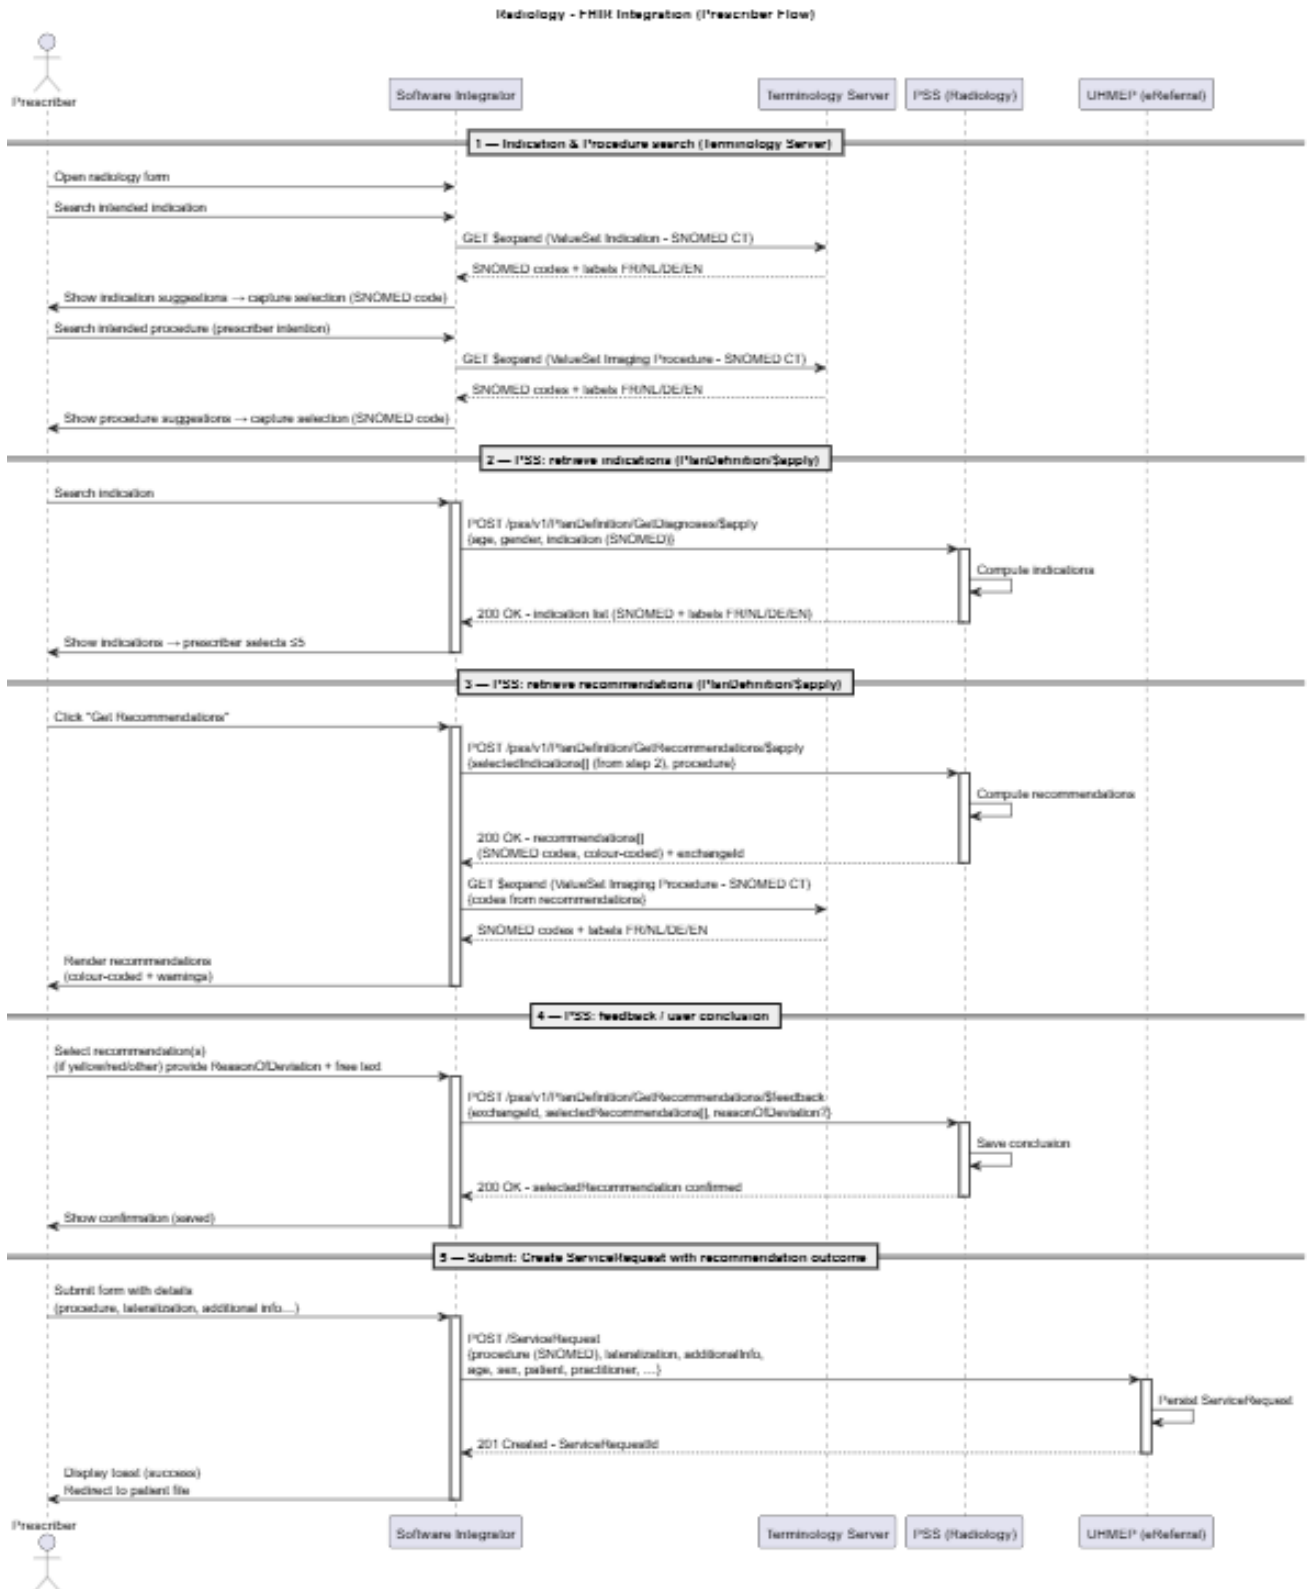 Radiology - FHIR Integration (Prescriber Flow)
Prescriber
Software Integrator
Terminology Server
PSS (Radiology)
UHMEP (eReferral)
1 — Indication & Procedure search (Terminology Server)
Open radiology form
Search intended indication
GET $expand (ValueSet Indication - SNOMED CT)
SNOMED codes + labels FR/NL/DE/EN
Show indication suggestions → capture selection (SNOMED code)
Search intended procedure (prescriber intention)
GET $expand (ValueSet Imaging Procedure - SNOMED CT)
SNOMED codes + labels FR/NL/DE/EN
Show procedure suggestions → capture selection (SNOMED code)
2 — PSS: retrieve indications (PlanDefinition/$apply)
Search indication
POST /pss/v1/PlanDefinition/GetDiagnoses/$apply
{age, gender, indication (SNOMED)}
Compute indications
200 OK - indication list (SNOMED + labels FR/NL/DE/EN)
Show indications → prescriber selects ≤5
3 — PSS: retrieve recommendations (PlanDefinition/$apply)
Click "Get Recommendations"
POST /pss/v1/PlanDefinition/GetRecommendations/$apply
{selectedIndications[] (from step 2), procedure}
Compute recommendations
200 OK - recommendations[]
(SNOMED codes, colour-coded) + exchangeId
GET $expand (ValueSet Imaging Procedure - SNOMED CT)
{codes from recommendations}
SNOMED codes + labels FR/NL/DE/EN
Render recommendations
(colour-coded + warnings)
4 — PSS: feedback / user conclusion
Select recommendation(s)
(if yellow/red/other) provide ReasonOfDeviation + free text
POST /pss/v1/PlanDefinition/GetRecommendations/$feedback
{exchangeId, selectedRecommendations[], reasonOfDeviation?}
Save conclusion
200 OK - selectedRecommendation confirmed
Show confirmation (saved)
5 — Submit: Create ServiceRequest with recommendation outcome
Submit form with details
(procedure, lateralization, additional info…)
POST /ServiceRequest
{procedure (SNOMED), lateralization, additionalInfo,
age, sex, patient, practitioner, …}
Persist ServiceRequest
201 Created - ServiceRequestId
Display toast (success)
Redirect to patient file
Prescriber
Software Integrator
Terminology Server
PSS (Radiology)
UHMEP (eReferral)